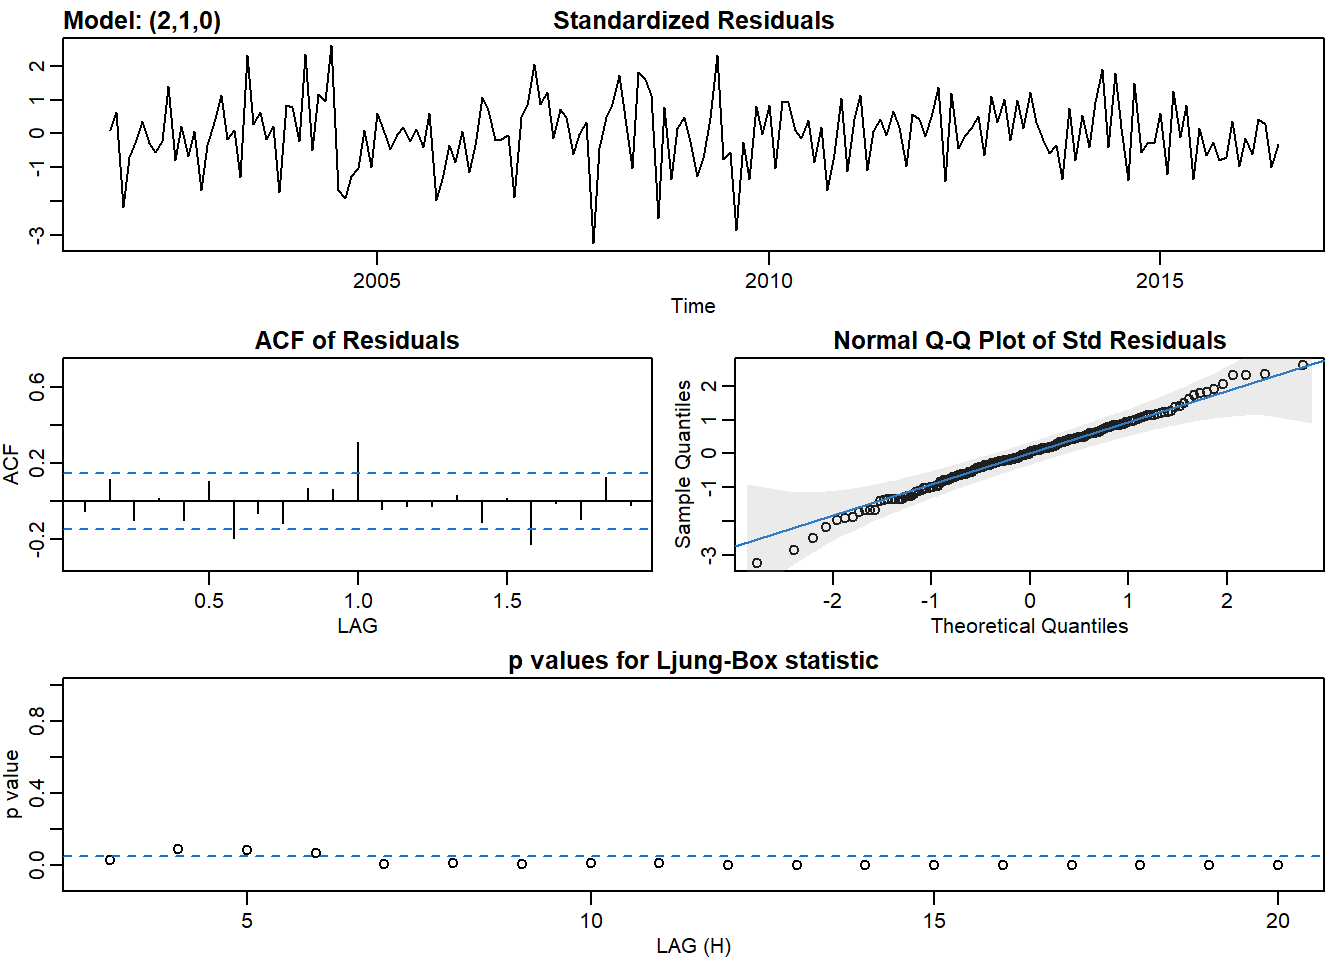 Model: (2,1,0) Standardized Residuals
2
1
0
-1
-3
2005 2010 2015
Time
ACF of Residuals
ACF
0.6
0.2
-0.2
0.5 1.0 1.5
LAG
Normal Q-Q Plot of Std Residuals
Sample Quantiles
2
1
0
-1
-3
-2 -1 0 1 2
Theoretical Quantiles
p values for Ljung-Box statistic
p value
0.8
0.4
0.0
5 10 15 20
LAG (H)